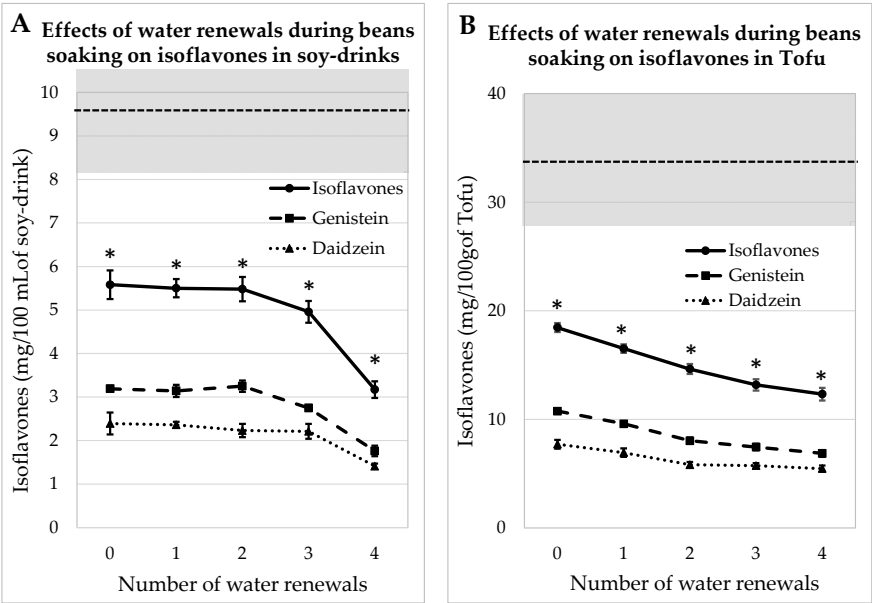 A Effects of water renewals during beans
soaking on isoflavones in soy-drinks
Isoflavones (mg/100 mLof soy-drink)
10
9
8
7
6
5
4
3
2
1
0
Isoflavones
Genistein
Daidzein
* * * * *
0 1 2 3 4
Number of water renewals
B Effects of water renewals during beans
soaking on isoflavones in Tofu
Isoflavones (mg/100gof Tofu)
40
30
20
10
0
Isoflavones
Genistein
Daidzein
* * * * *
0 1 2 3 4
Number of water renewals